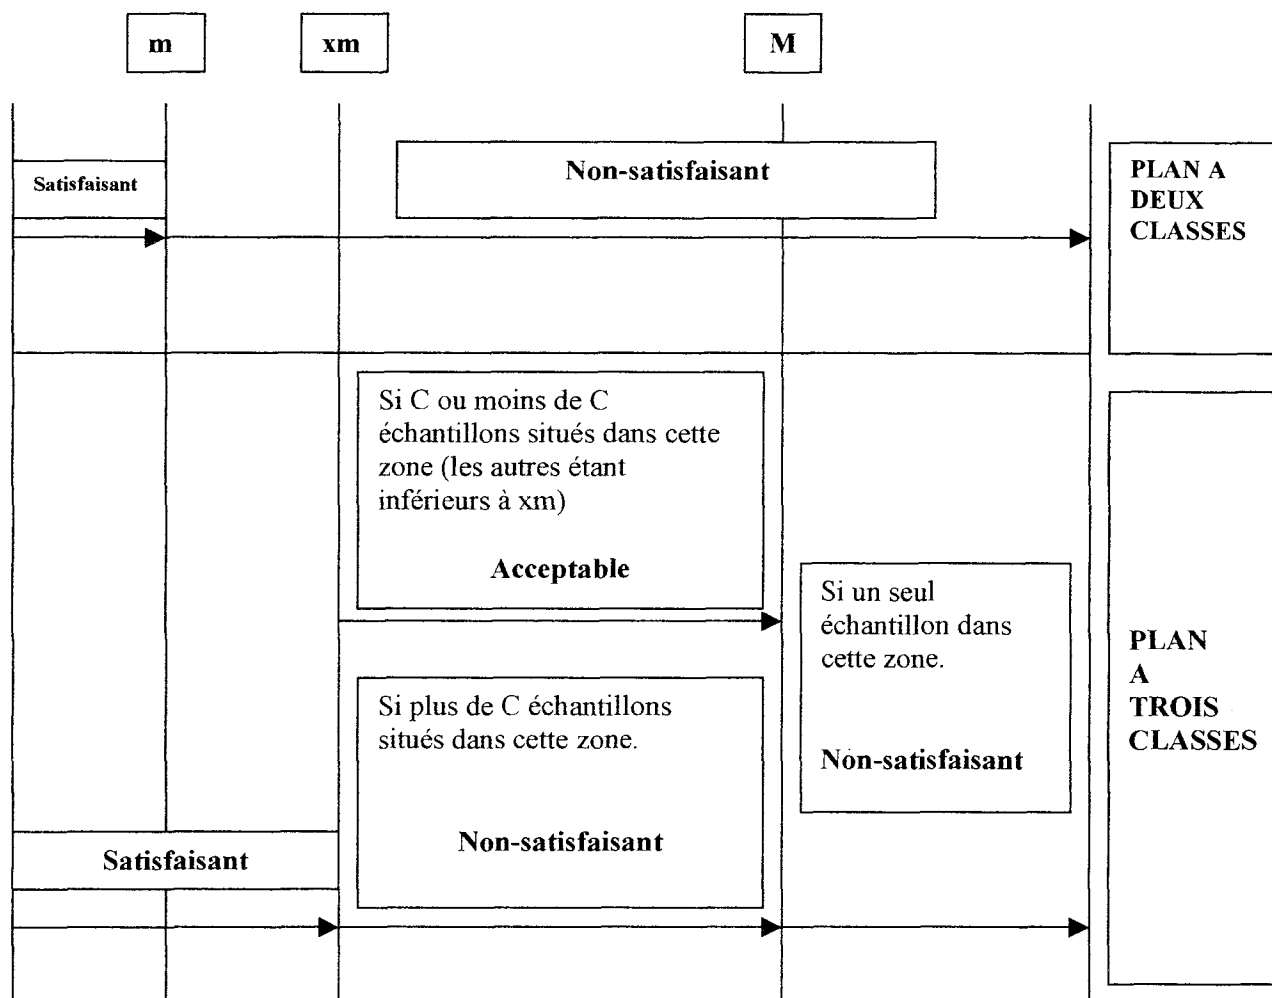 m
xm
M
Satisfaisant
Non-satisfaisant
PLAN A
DEUX
CLASSES
Si C ou moins de C
échantillons situés dans cette
zone (les autres étant
inférieurs à xm)
Acceptable
Si un seul
échantillon dans
cette zone.
Non-satisfaisant
Si plus de C échantillons
situés dans cette zone.
Non-satisfaisant
Satisfaisant
PLAN
A
TROIS
CLASSES